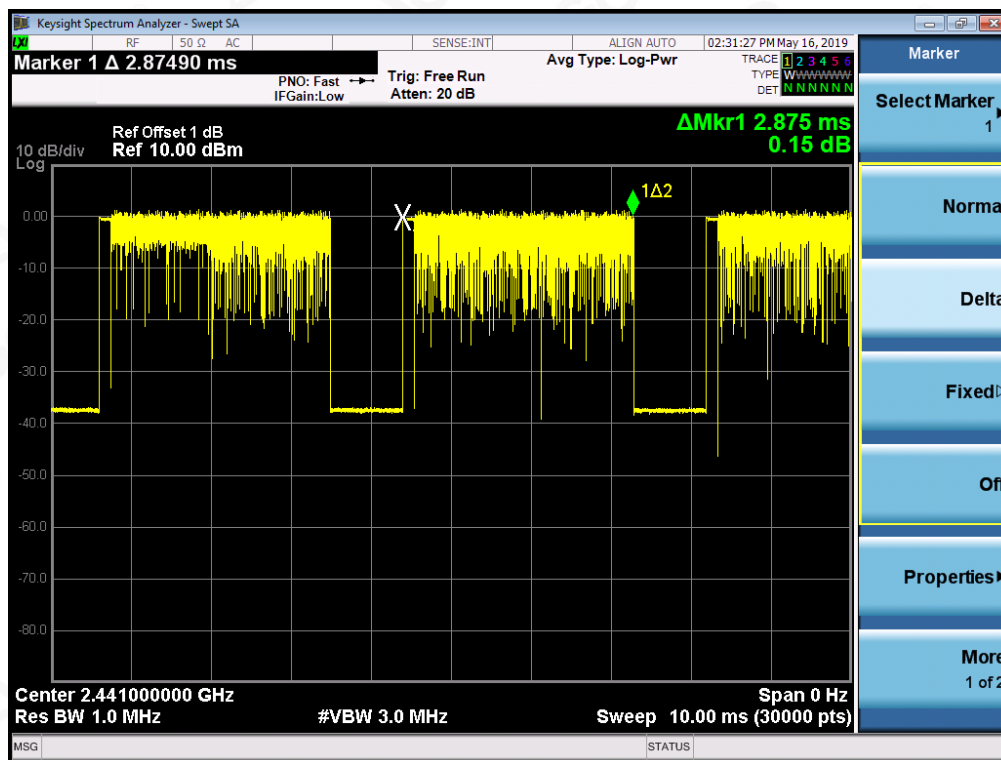 Keysight Spectrum Analyzer - Swept SA
LXI RF 50 Ω AC SENSE:INT ALIGN AUTO 02:31:27 PM May 16, 2019
Marker 1 Δ 2.87490 ms
PNO: Fast
IFGain:Low
Trig: Free Run
Atten: 20 dB
Avg Type: Log-Pwr
TRACE 1 2 3 4 5 6
TYPE WWWWWW
DET N N N N N N
ΔMkr1 2.875 ms
0.15 dB
Ref Offset 1 dB
10 dB/div Ref 10.00 dBm
Log
1Δ2
X
0.00
-10.0
-20.0
-30.0
-40.0
-50.0
-60.0
-70.0
-80.0
Center 2.441000000 GHz Span 0 Hz
Res BW 1.0 MHz #VBW 3.0 MHz Sweep 10.00 ms (30000 pts)
MSG STATUS
Marker
Select Marker
1
Norma
Delta
Fixed
Off
Properties
More
1 of 2